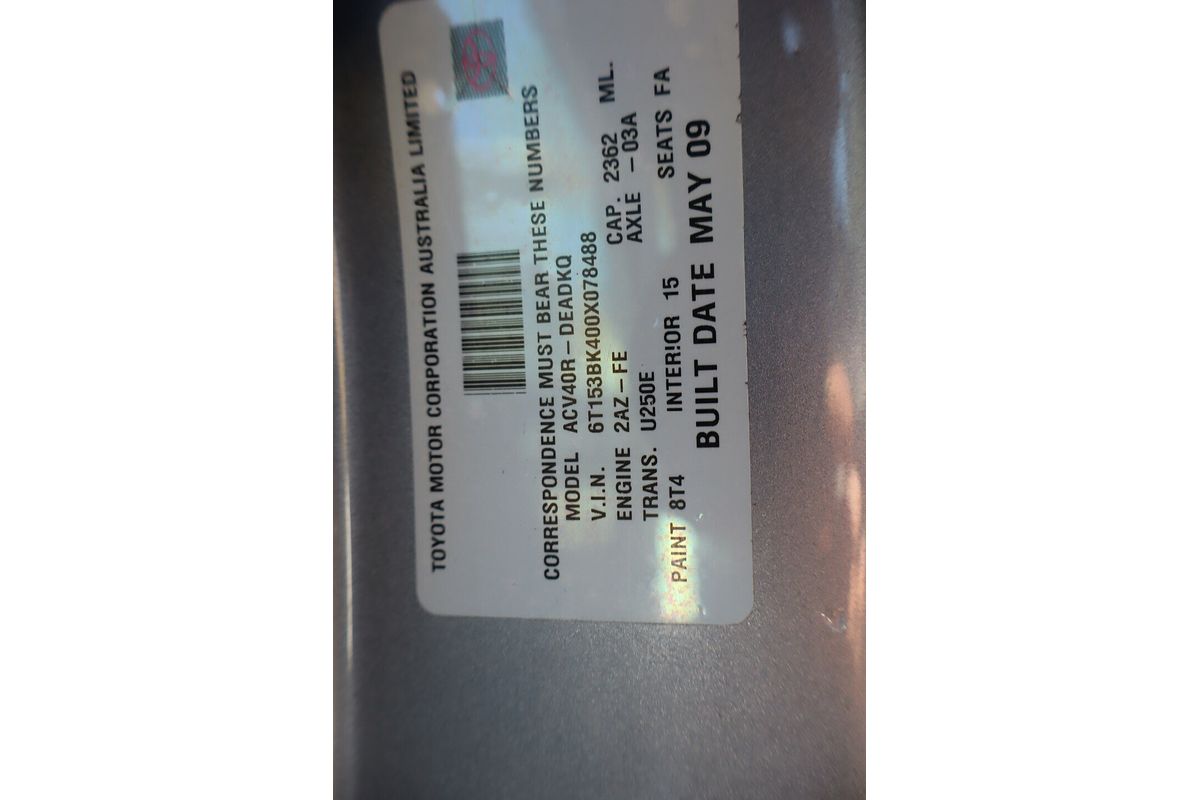 TOYOTA MOTOR CORPORATION AUSTRALIA LIMITED
CORRESPONDENCE MUST BEAR THESE NUMBERS
MODEL ACV40R-DEADKQ
V.I.N. 6T153BK400X078488
ENGINE 2AZ-FE CAP. 2362 ML.
TRANS. U250E AXLE -03A
PAINT 8T4 INTERIOR 15 SEATS FA
BUILT DATE MAY 09